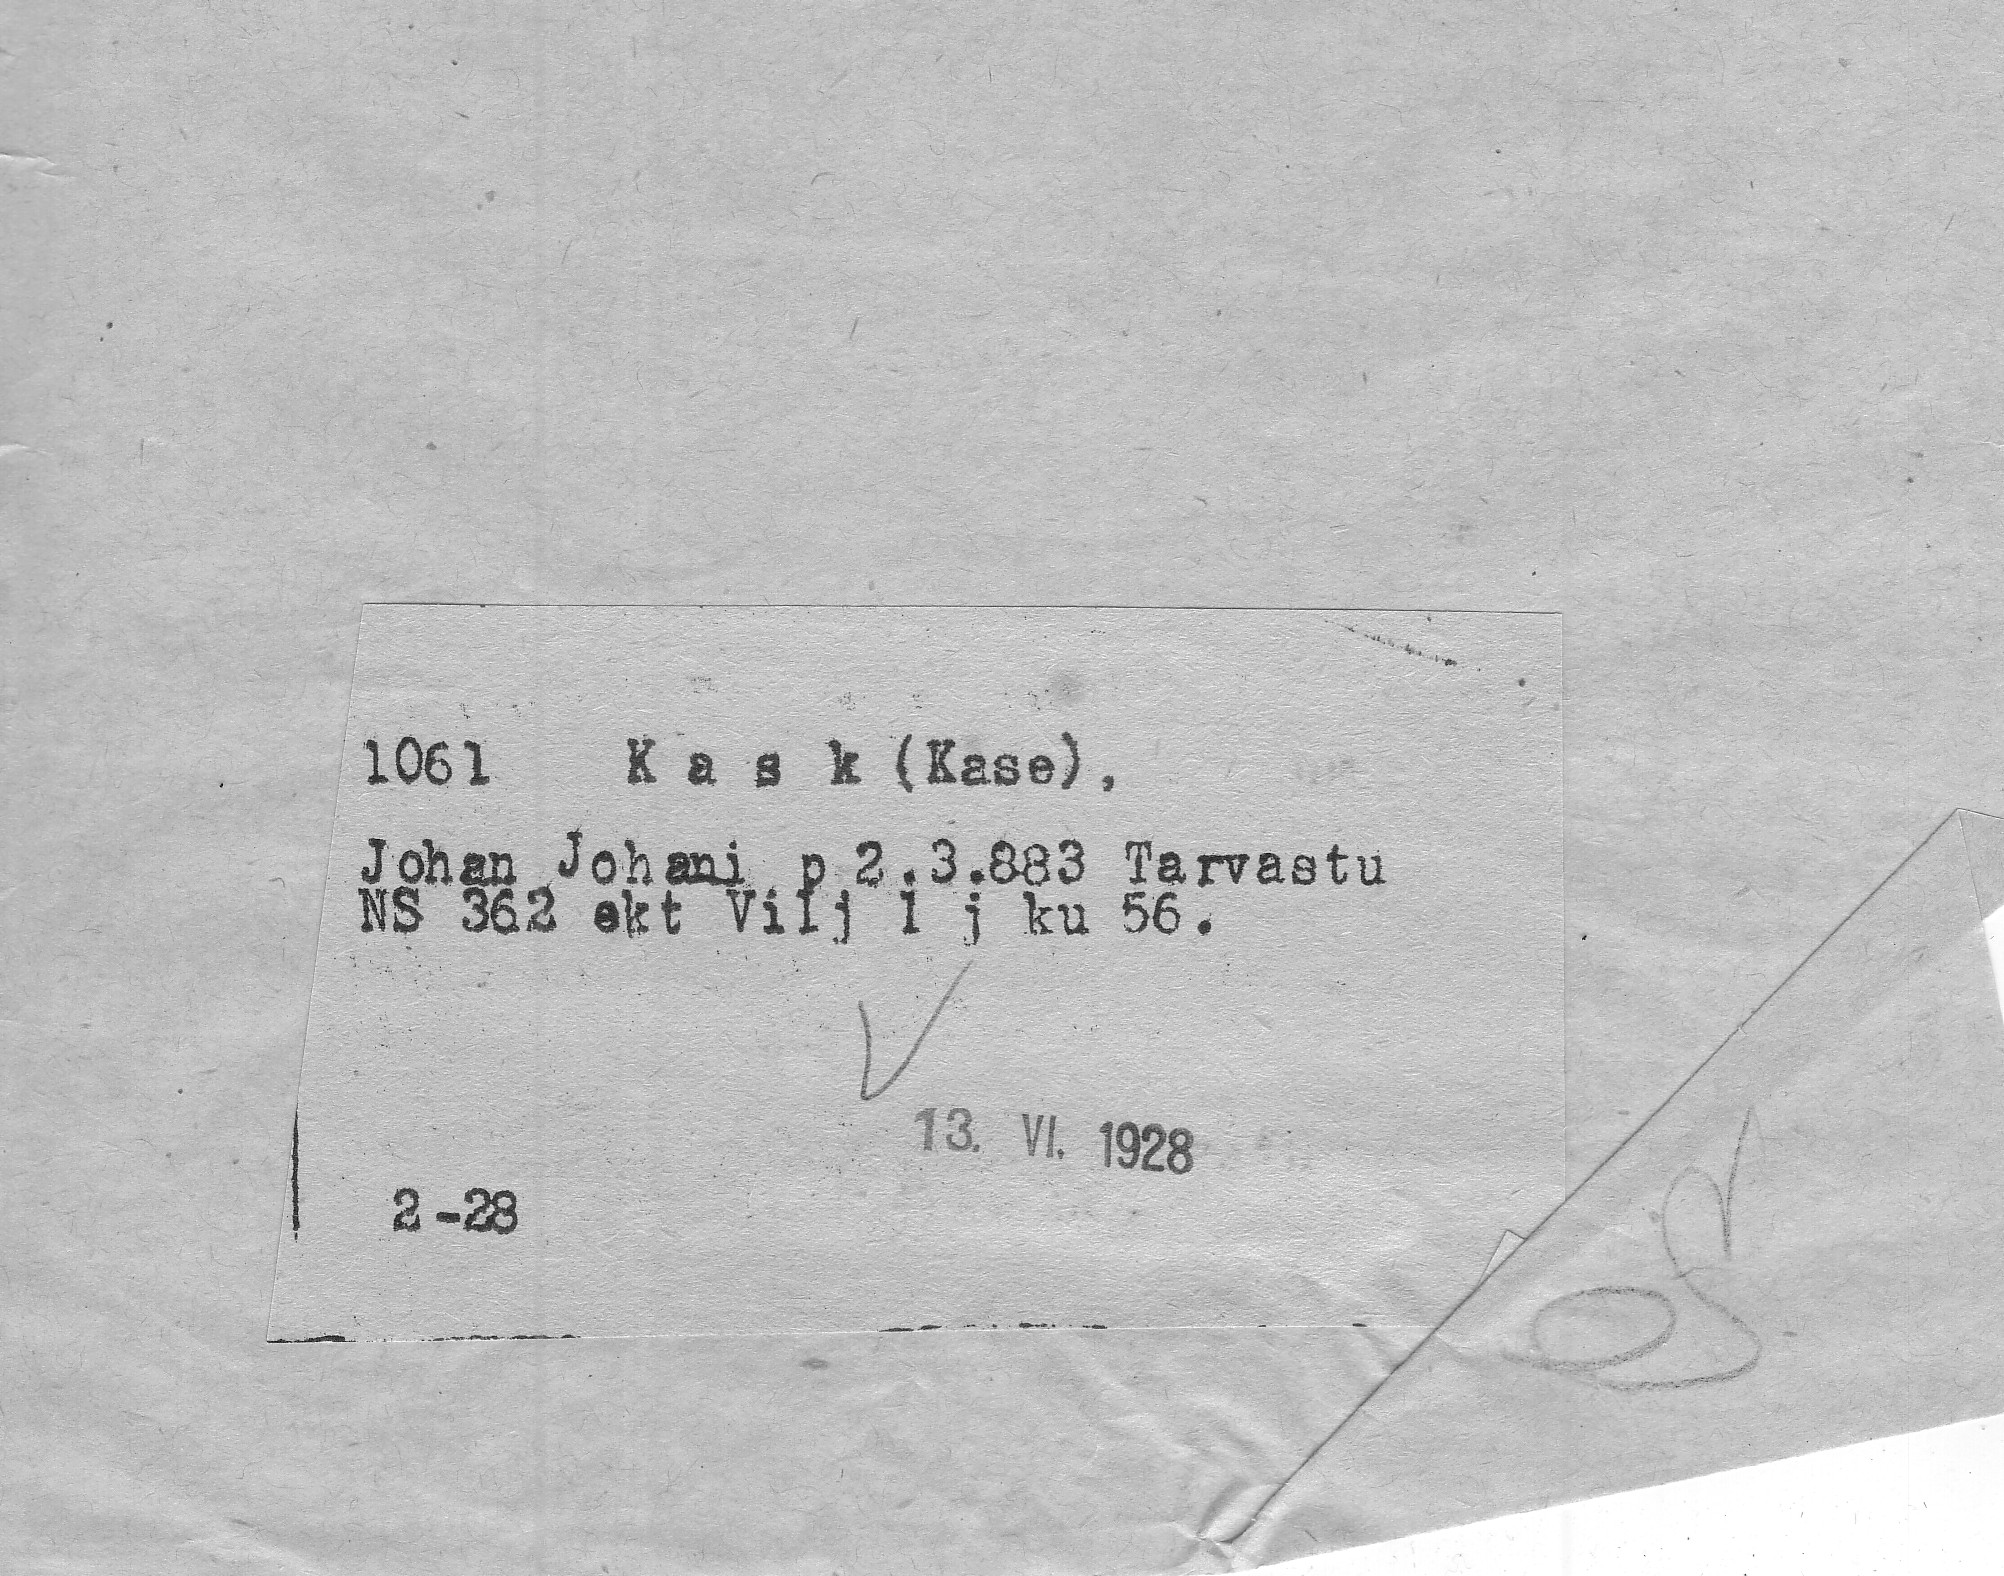 1061 K a s k (Kase),
Johan Johani p 2.3.883 Tarvastu
NS 362 ekt Vilj l j ku 56.
13. VI. 1928
2-28